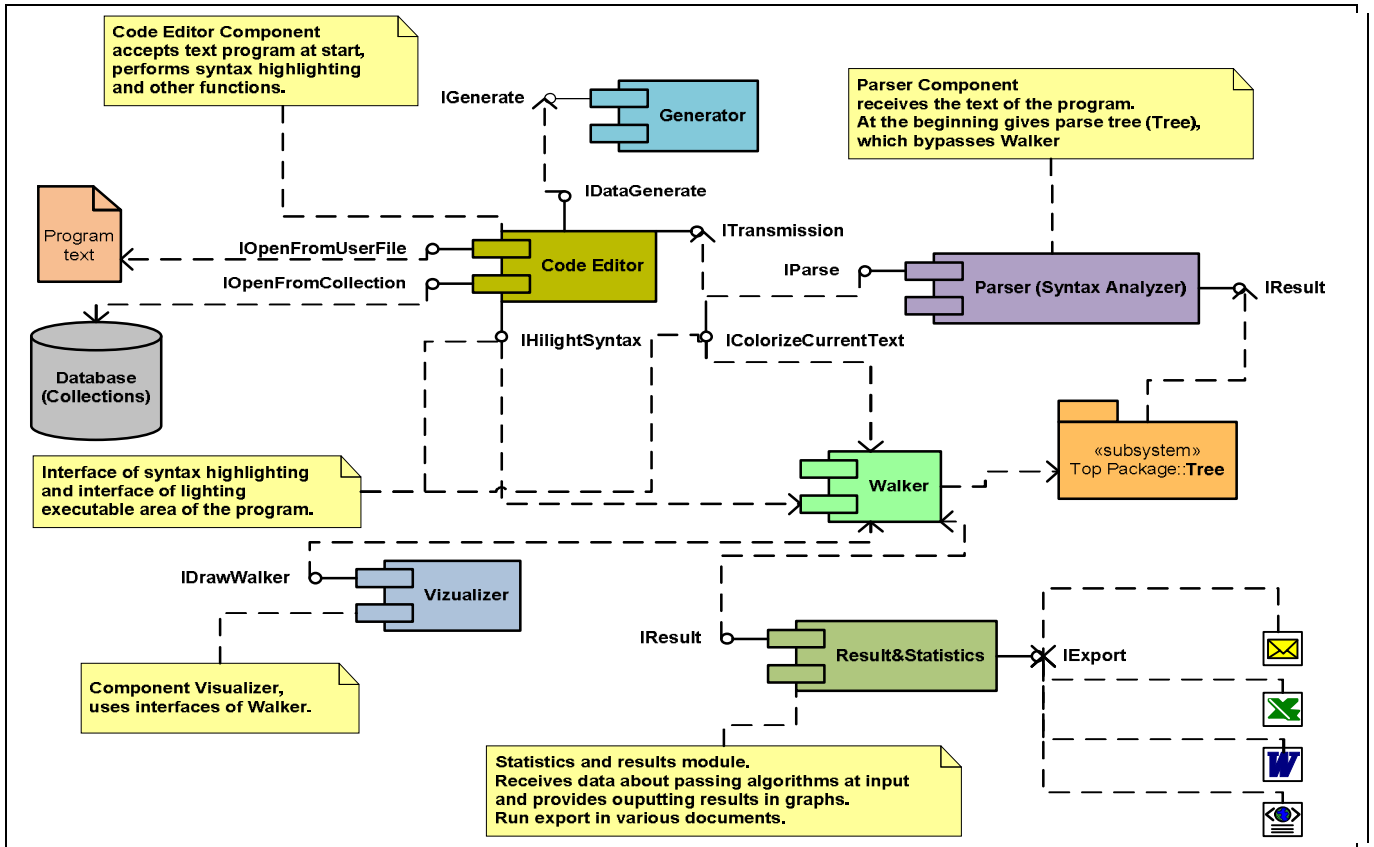 Code Editor Component
accepts text program at start,
performs syntax highlighting
and other functions.
IGenerate
Generator
Parser Component
receives the text of the program.
At the beginning gives parse tree (Tree),
which bypasses Walker
IDataGenerate
Program
text
IOpenFromUserFile
IOpenFromCollection
Code Editor
ITransmission
IParse
Parser (Syntax Analyzer)
IResult
IHilightSyntax
IColorizeCurrentText
Database
(Collections)
«subsystem»
Top Package::Tree
Interface of syntax highlighting
and interface of lighting
executable area of the program.
Walker
IDrawWalker
Vizualizer
IResult
Result&Statistics
IExport
Component Visualizer,
uses interfaces of Walker.
Statistics and results module.
Receives data about passing algorithms at input
and provides ouputting results in graphs.
Run export in various documents.
W